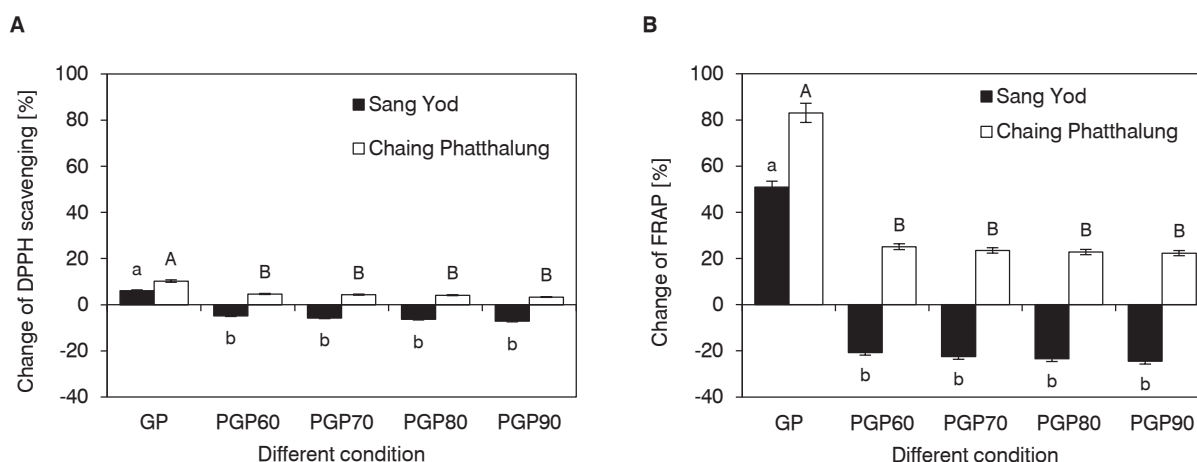 A
Change of DPPH scavenging [%]
100
80
60
40
20
0
-20
-40
Sang Yod
Chaing Phatthalung
a
A
B
B
B
B
b
b
b
b
GP PGP60 PGP70 PGP80 PGP90
Different condition
B
Change of FRAP [%]
100
80
60
40
20
0
-20
-40
Sang Yod
Chaing Phatthalung
a
A
B
B
B
B
b
b
b
b
GP PGP60 PGP70 PGP80 PGP90
Different condition